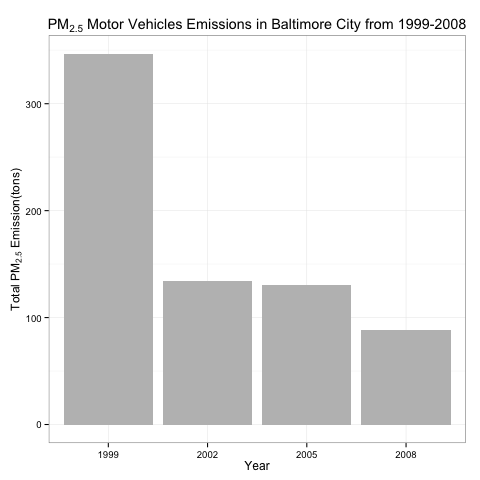 PM2.5 Motor Vehicles Emissions in Baltimore City from 1999-2008
Total PM2.5 Emission(tons)
300
200
100
0
1999 2002 2005 2008
Year